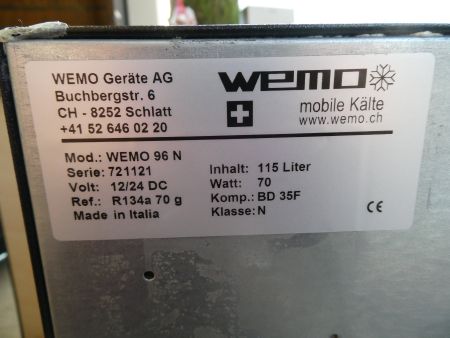 WEMO Geräte AG
Buchbergstr. 6
CH - 8252 Schlatt
+41 52 646 02 20
wemo
mobile Kälte
www.wemo.ch
Mod.: WEMO 96 N
Serie: 721121
Volt: 12/24 DC
Ref.: R134a 70 g
Made in Italia
Inhalt: 115 Liter
Watt: 70
Komp.: BD 35F
Klasse: N
CE